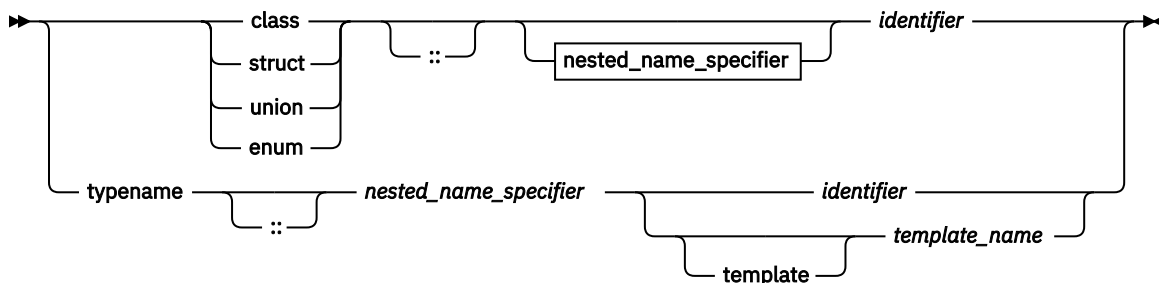 class identifier
struct ::
nested_name_specifier
union
enum
typename nested_name_specifier identifier
::
template_name
template